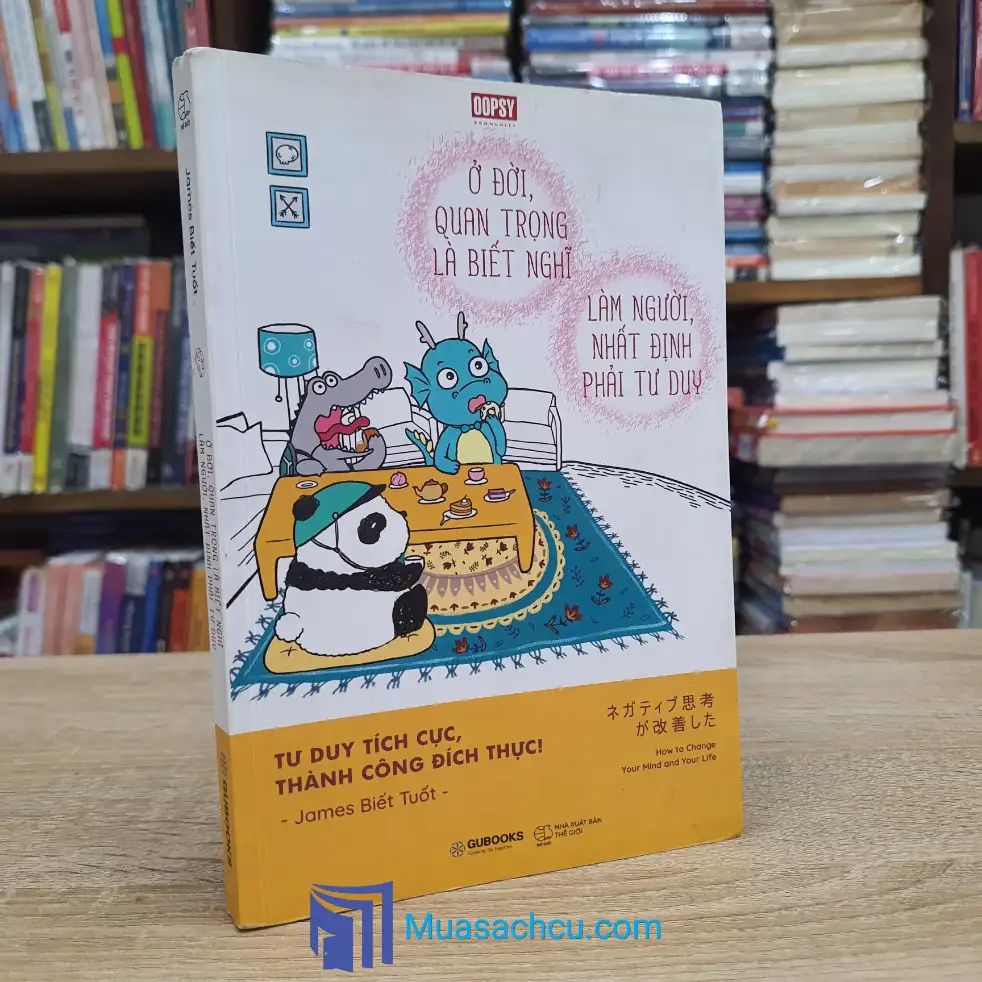 OOPSY
Ở ĐỜI,
QUAN TRỌNG
LÀ BIẾT NGHĨ
LÀM NGƯỜI,
NHẤT ĐỊNH
PHẢI TƯ DUY
TƯ DUY TÍCH CỰC,
THÀNH CÔNG ĐÍCH THỰC!
- James Biết Tuốt -
ネガティブ思考
が改善した
How to Change
Your Mind and Your Life
GUBOOKS
NHÀ XUẤT BẢN
THẾ GIỚI
James Biết Tuốt
Ở ĐỜI, QUAN TRỌNG LÀ BIẾT NGHĨ
LÀM NGƯỜI, NHẤT ĐỊNH PHẢI TƯ DUY
GUBOOKS
Muasachcu.com